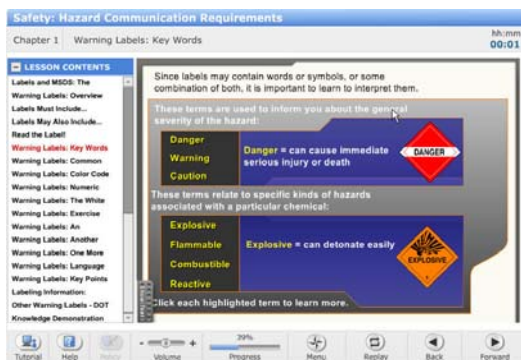 Safety: Hazard Communication Requirements
Chapter 1 Warning Labels: Key Words
hh:mm
00:01
LESSON CONTENTS
Labels and MSDS: The
Warning Labels: Overview
Labels Must Include...
Labels May Also Include...
Read the Label!
Warning Labels: Key Words
Warning Labels: Common
Warning Labels: Color Code
Warning Labels: Numeric
Warning Labels: The White
Warning Labels: Exercise
Warning Labels: An
Warning Labels: Another
Warning Labels: One More
Warning Labels: Language
Warning Labels: Key Points
Labeling Information:
Other Warning Labels - DOT
Knowledge Demonstration
Since labels may contain words or symbols, or some
combination of both, it is important to learn to interpret them.
These terms are used to inform you about the general
severity of the hazard:
Danger
Warning
Caution
Danger = can cause immediate
serious injury or death
DANGER
These terms relate to specific kinds of hazards
associated with a particular chemical:
Explosive
Flammable
Combustible
Reactive
Explosive = can detonate easily
EXPLOSIVE
Click each highlighted term to learn more.
Tutorial
Help
- +
Volume
39%
Progress
Menu
Replay
Back
Forward